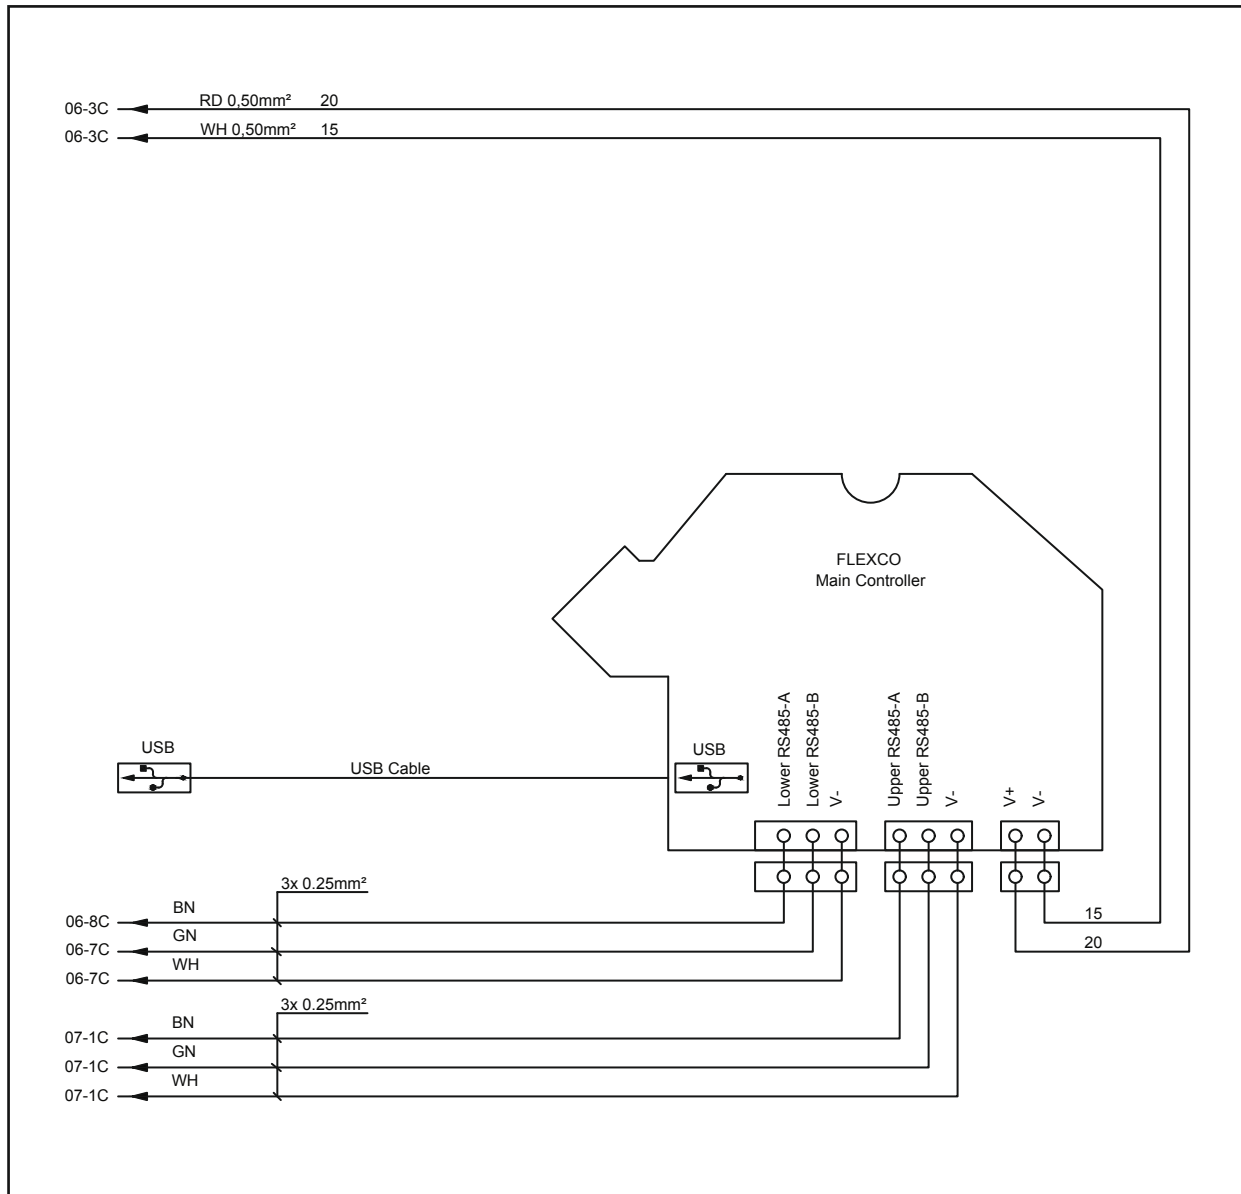 06-3C RD 0,50mm² 20
06-3C WH 0,50mm² 15
FLEXCO
Main Controller
Lower RS485-A
Lower RS485-B
V-
Upper RS485-A
Upper RS485-B
V-
V+
V-
USB
USB Cable
USB
3x 0.25mm²
06-8C BN
06-7C GN
06-7C WH
15
20
3x 0.25mm²
07-1C BN
07-1C GN
07-1C WH